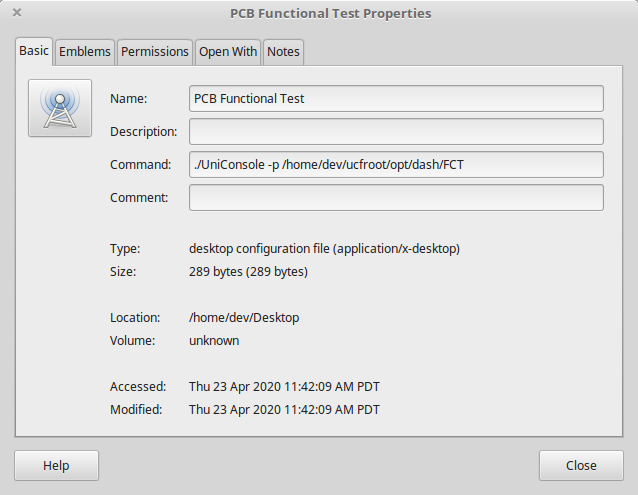 PCB Functional Test Properties
Basic Emblems Permissions Open With Notes
Name: PCB Functional Test
Description:
Command: ./UniConsole -p /home/dev/ucfroot/opt/dash/FCT
Comment:
Type: desktop configuration file (application/x-desktop)
Size: 289 bytes (289 bytes)
Location: /home/dev/Desktop
Volume: unknown
Accessed: Thu 23 Apr 2020 11:42:09 AM PDT
Modified: Thu 23 Apr 2020 11:42:09 AM PDT
Help Close